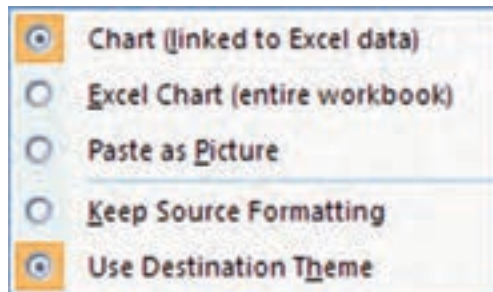 Chart (linked to Excel data)
Excel Chart (entire workbook)
Paste as Picture
Keep Source Formatting
Use Destination Theme